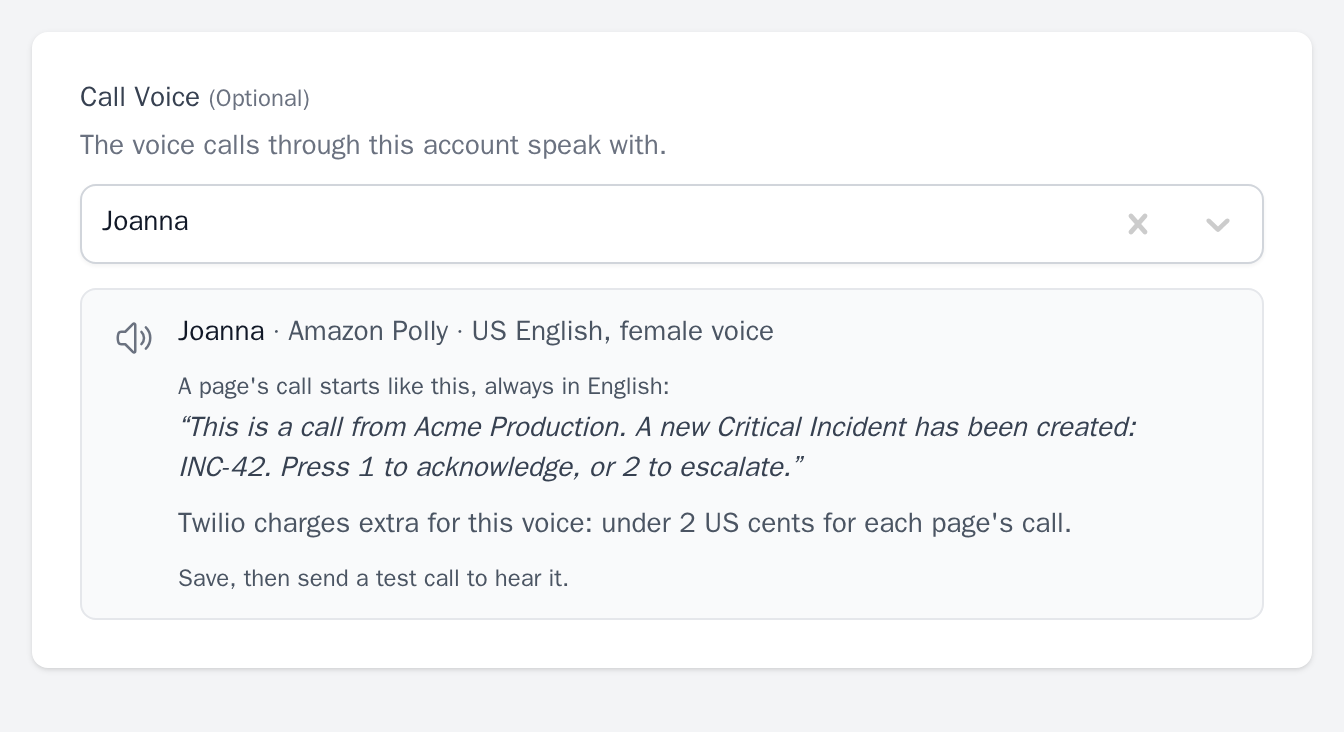 Call Voice (Optional)
The voice calls through this account speak with.
Joanna
Joanna · Amazon Polly · US English, female voice
A page's call starts like this, always in English:
“This is a call from Acme Production. A new Critical Incident has been created:
INC-42. Press 1 to acknowledge, or 2 to escalate.”
Twilio charges extra for this voice: under 2 US cents for each page's call.
Save, then send a test call to hear it.